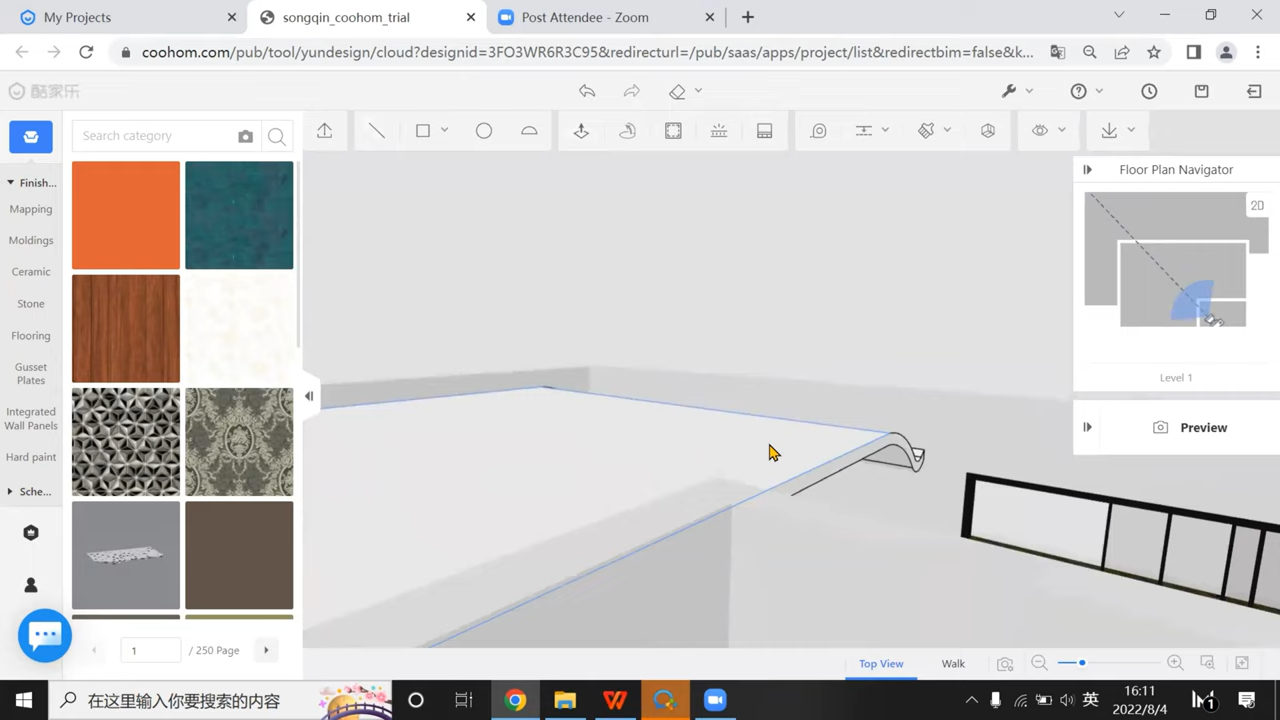 My Projects
songqin_coohom_trial
Post Attendee - Zoom
coohom.com/pub/tool/yundesign/cloud?designid=3FO3WR6R3C95&redirecturl=/pub/saas/apps/project/list&redirectbim=false&k...
酷家乐
Search category
Finish...
Mapping
Moldings
Ceramic
Stone
Flooring
Gusset
Plates
Integrated
Wall Panels
Hard paint
Sche...
1
/ 250 Page
Floor Plan Navigator
2D
Level 1
Preview
Top View
Walk
在这里输入你要搜索的内容
英
16:11
2022/8/4
1